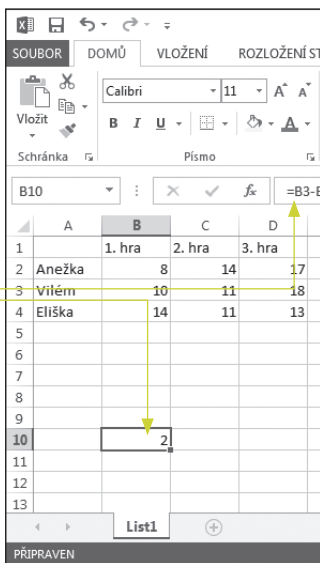 SOUBOR DOMŮ VLOŽENÍ ROZLOŽENÍ ST
Calibri 11 A A
Vložit B I U A
Schránka Písmo
B10 fx =B3-B
A B C D
1 1. hra 2. hra 3. hra
2 Anežka 8 14 17
3 Vilém 10 11 18
4 Eliška 14 11 13
5
6
7
8
9
10 2
11
12
13
List1
PŘIPRAVEN